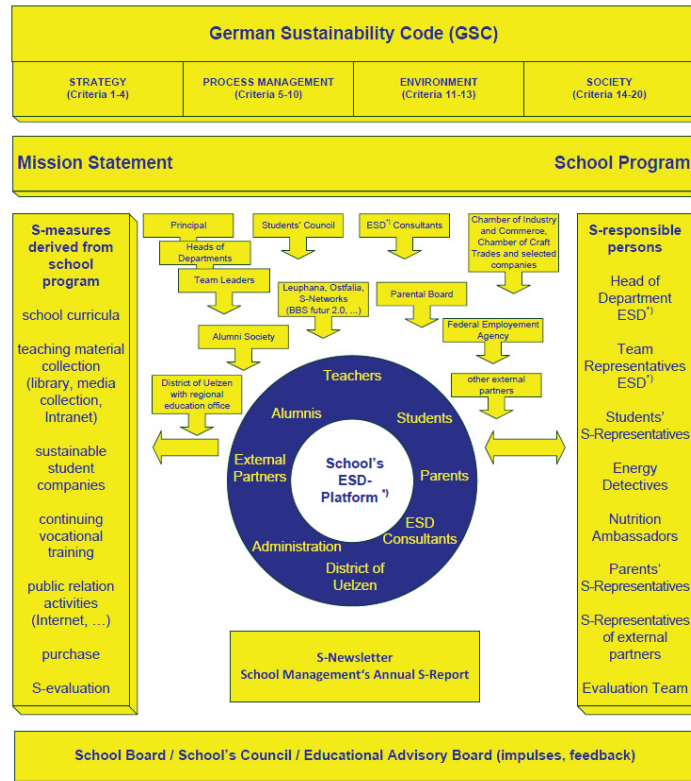 German Sustainability Code (GSC)
STRATEGY
(Criteria 1-4)
PROCESS MANAGEMENT
(Criteria 5-10)
ENVIRONMENT
(Criteria 11-13)
SOCIETY
(Criteria 14-20)
Mission Statement
School Program
S-measures
derived from
school
program
school curricula
teaching material
collection
(library, media
collection,
Intranet)
sustainable
student
companies
continuing
vocational
training
public relation
activities
(Internet, ...)
purchase
S-evaluation
Principal
Heads of
Departments
Team Leaders
Students' Council
ESD*) Consultants
Chamber of Industry
and Commerce,
Chamber of Craft
Trades and selected
companies
Leuphana, Ostfalia,
S-Networks
(BBS futur 2.0, ...)
Parental Board
Alumni Society
Federal Employement
Agency
District of Uelzen
with regional
education office
other external
partners
Teachers
Alumnis
Students
External
Partners
Parents
School's
ESD-
Platform *)
ESD
Consultants
Administration
District of
Uelzen
S-responsible
persons
Head of
Department
ESD*)
Team
Representatives
ESD*)
Students'
S-Representatives
Energy
Detectives
Nutrition
Ambassadors
Parents'
S-Representatives
S-Representatives
of external
partners
Evaluation Team
S-Newsletter
School Management's Annual S-Report
School Board / School's Council / Educational Advisory Board (impulses, feedback)